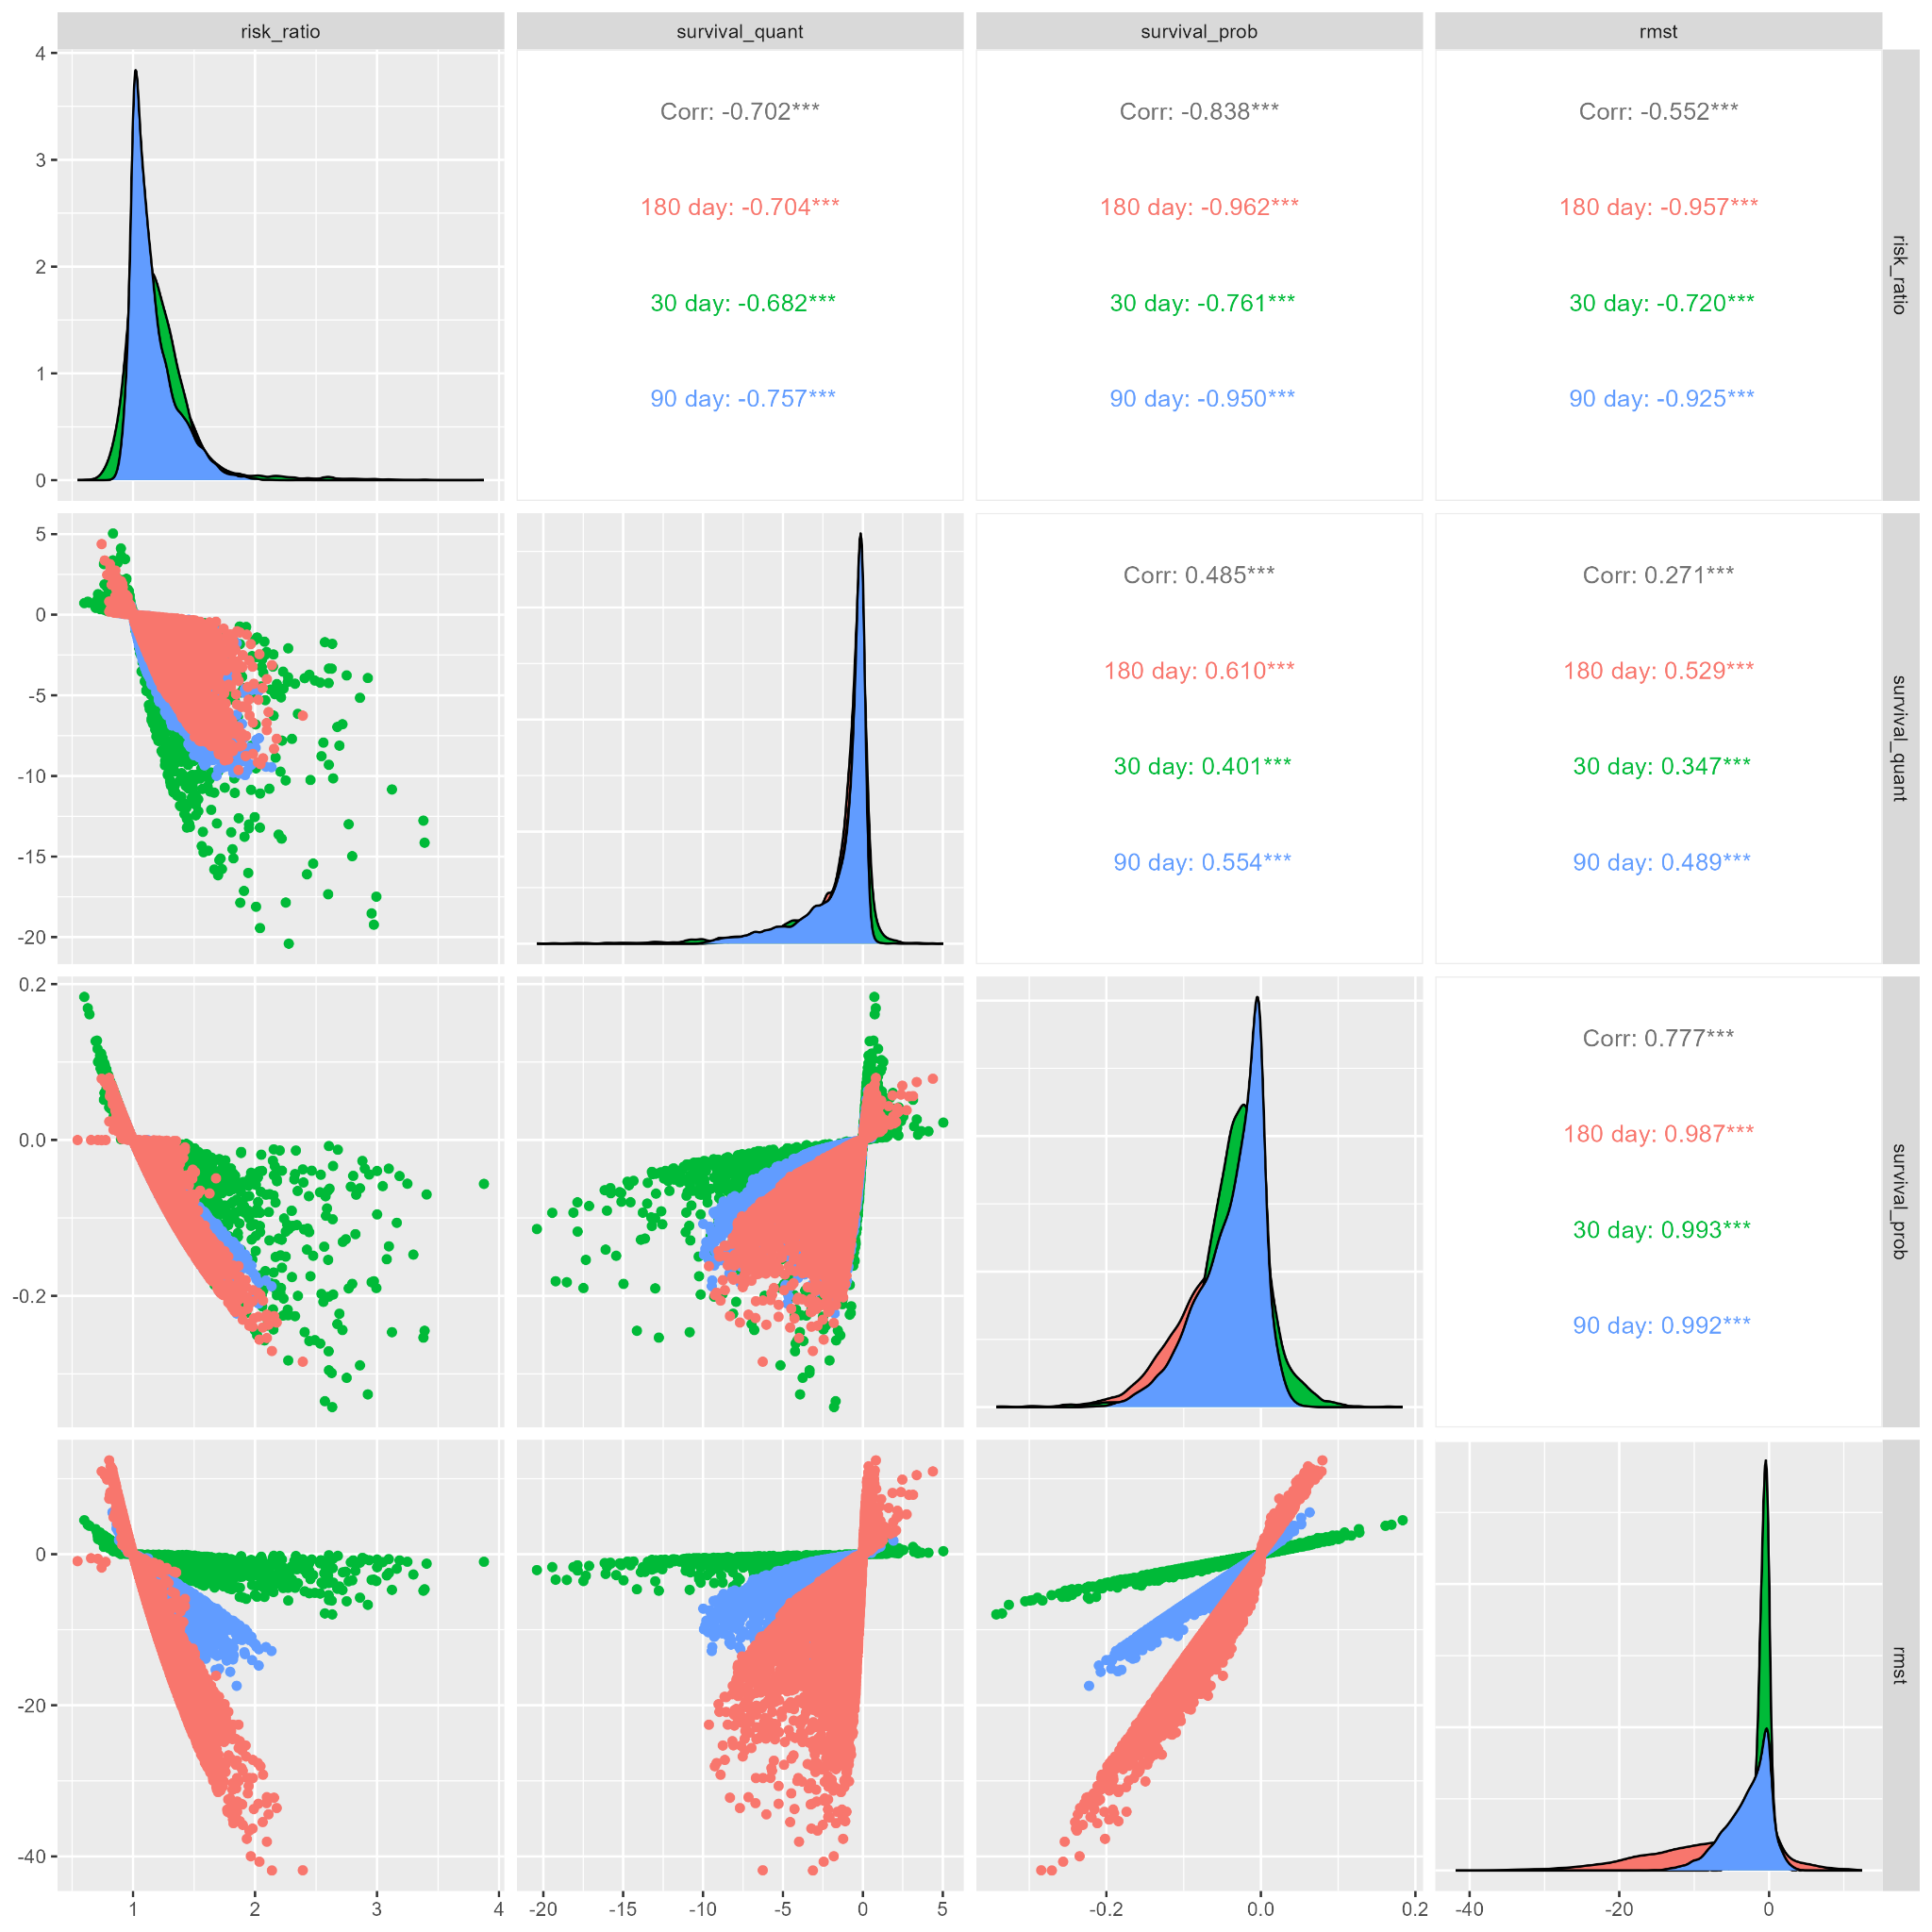 risk_ratio
survival_quant
survival_prob
rmst
4
3
2
1
0
Corr: -0.702***
180 day: -0.704***
30 day: -0.682***
90 day: -0.757***
Corr: -0.838***
180 day: -0.962***
30 day: -0.761***
90 day: -0.950***
Corr: -0.552***
180 day: -0.957***
30 day: -0.720***
90 day: -0.925***
risk_ratio
5
0
-5
-10
-15
-20
Corr: 0.485***
180 day: 0.610***
30 day: 0.401***
90 day: 0.554***
Corr: 0.271***
180 day: 0.529***
30 day: 0.347***
90 day: 0.489***
survival_quant
0.2
0.0
-0.2
Corr: 0.777***
180 day: 0.987***
30 day: 0.993***
90 day: 0.992***
survival_prob
0
-20
-40
rmst
1 2 3 4
-20 -15 -10 -5 0 5
-0.2 0.0 0.2
-40 -20 0